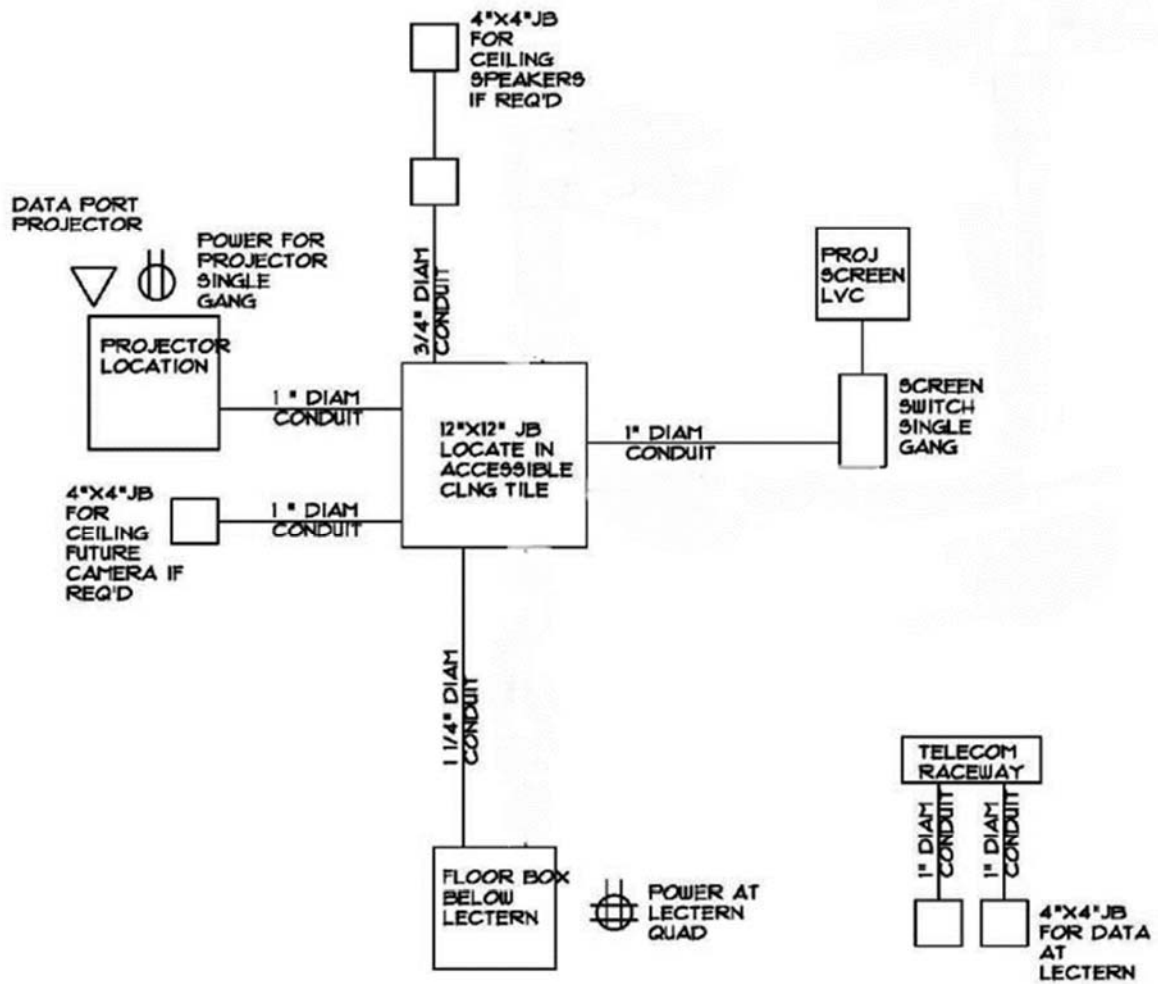 4"X4"JB
FOR
CEILING
SPEAKERS
IF REQ'D
DATA PORT
PROJECTOR
POWER FOR
PROJECTOR
SINGLE
GANG
3/4" DIAM
CONDUIT
PROJ
SCREEN
LVC
PROJECTOR
LOCATION
1" DIAM
CONDUIT
12"X12" JB
LOCATE IN
ACCESSIBLE
CLNG TILE
1" DIAM
CONDUIT
SCREEN
SWITCH
SINGLE
GANG
4"X4"JB
FOR
CEILING
FUTURE
CAMERA IF
REQ'D
1" DIAM
CONDUIT
1 1/4" DIAM
CONDUIT
TELECOM
RACEWAY
1" DIAM
CONDUIT
1" DIAM
CONDUIT
FLOOR BOX
BELOW
LECTERN
POWER AT
LECTERN
QUAD
4"X4"JB
FOR DATA
AT
LECTERN